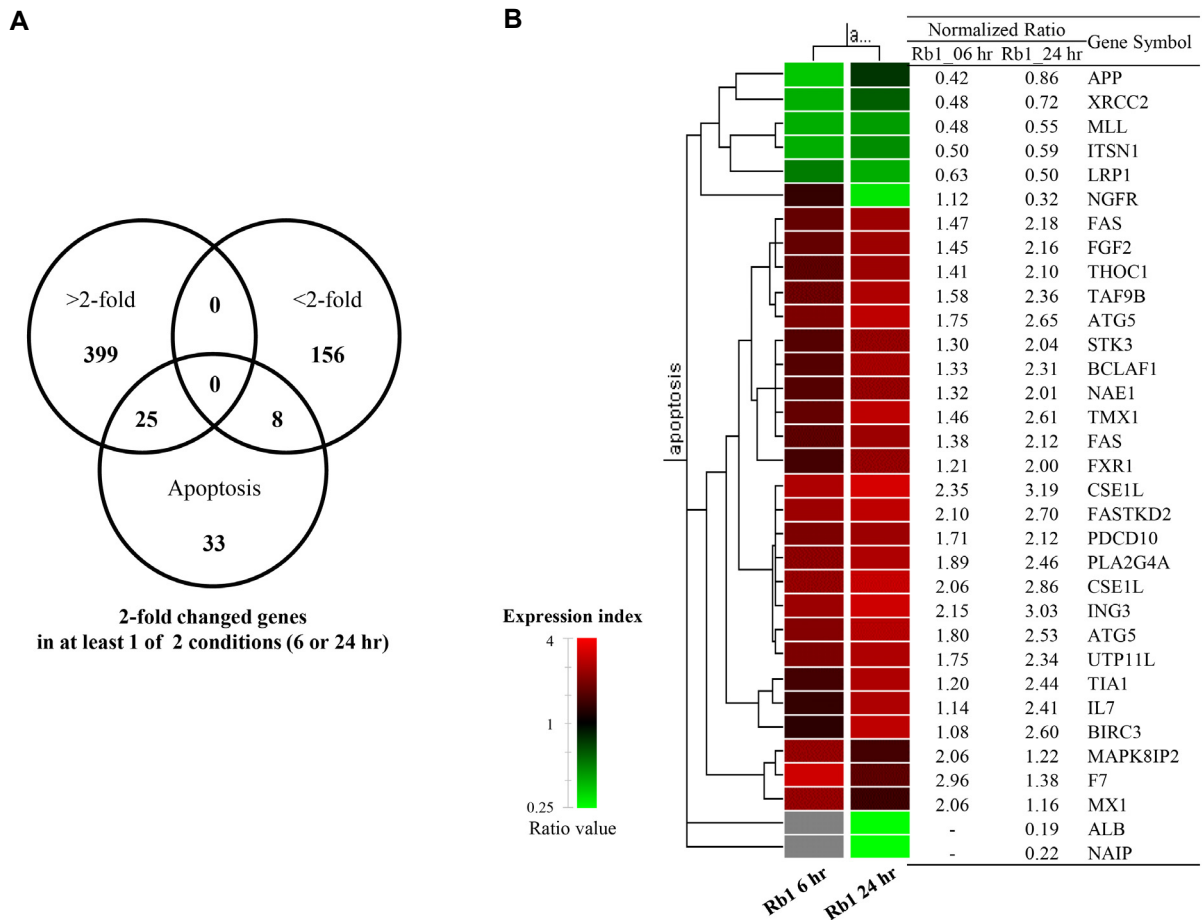 A
>2-fold
399
0
<2-fold
156
0
25
8
Apoptosis
33
2-fold changed genes
in at least 1 of 2 conditions (6 or 24 hr)
B
a...
apoptosis
Normalized Ratio Gene Symbol
Rb1_06 hr Rb1_24 hr
0.42 0.86 APP
0.48 0.72 XRCC2
0.48 0.55 MLL
0.50 0.59 ITSN1
0.63 0.50 LRP1
1.12 0.32 NGFR
1.47 2.18 FAS
1.45 2.16 FGF2
1.41 2.10 THOC1
1.58 2.36 TAF9B
1.75 2.65 ATG5
1.30 2.04 STK3
1.33 2.31 BCLAF1
1.32 2.01 NAE1
1.46 2.61 TMX1
1.38 2.12 FAS
1.21 2.00 FXR1
2.35 3.19 CSE1L
2.10 2.70 FASTKD2
1.71 2.12 PDCD10
1.89 2.46 PLA2G4A
2.06 2.86 CSE1L
2.15 3.03 ING3
1.80 2.53 ATG5
1.75 2.34 UTP11L
1.20 2.44 TIA1
1.14 2.41 IL7
1.08 2.60 BIRC3
2.06 1.22 MAPK8IP2
2.96 1.38 F7
2.06 1.16 MX1
- 0.19 ALB
- 0.22 NAIP
Rb1 6 hr
Rb1 24 hr
Expression index
4
1
0.25
Ratio value